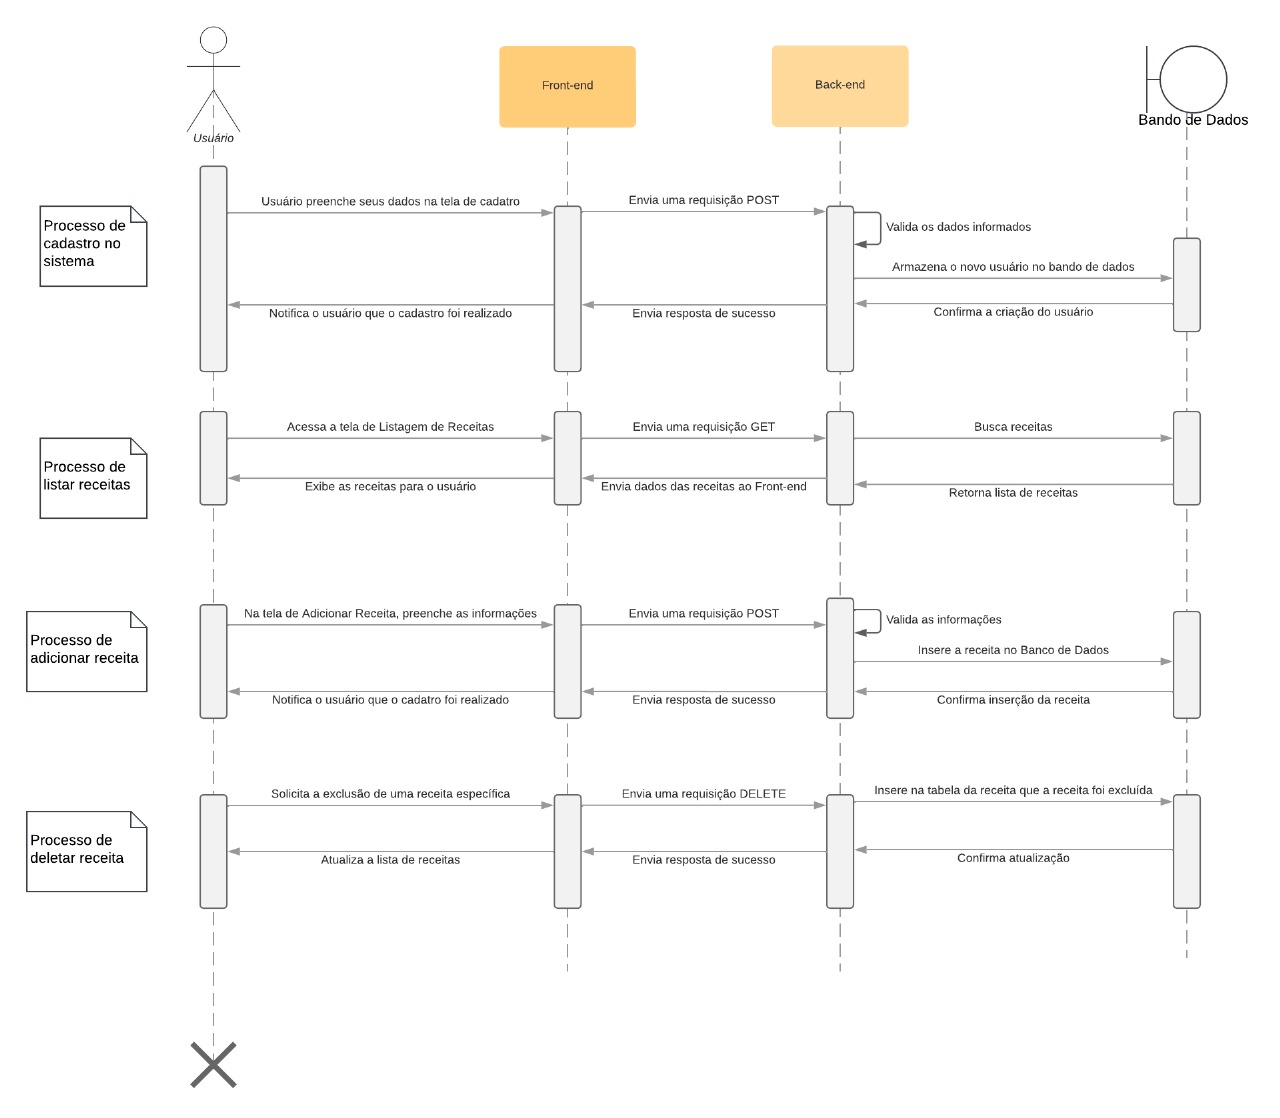 Usuário
Front-end
Back-end
Bando de Dados
Processo de
cadastro no
sistema
Usuário preenche seus dados na tela de cadatro
Envia uma requisição POST
Valida os dados informados
Armazena o novo usuário no bando de dados
Notifica o usuário que o cadastro foi realizado
Envia resposta de sucesso
Confirma a criação do usuário
Processo de
listar receitas
Acessa a tela de Listagem de Receitas
Envia uma requisição GET
Busca receitas
Exibe as receitas para o usuário
Envia dados das receitas ao Front-end
Retorna lista de receitas
Processo de
adicionar receita
Na tela de Adicionar Receita, preenche as informações
Envia uma requisição POST
Valida as informações
Insere a receita no Banco de Dados
Notifica o usuário que o cadatro foi realizado
Envia resposta de sucesso
Confirma inserção da receita
Processo de
deletar receita
Solicita a exclusão de uma receita específica
Envia uma requisição DELETE
Insere na tabela da receita que a receita foi excluída
Atualiza a lista de receitas
Envia resposta de sucesso
Confirma atualização